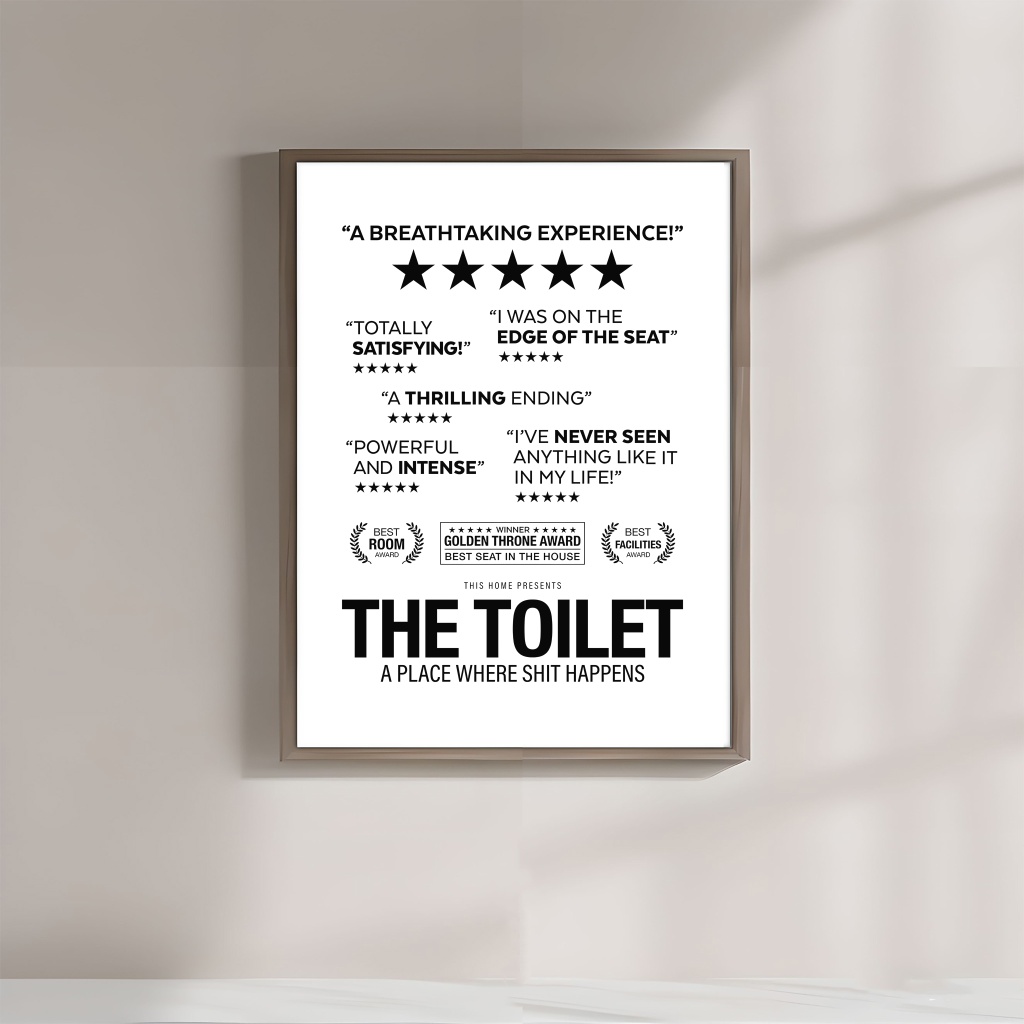 “A BREATHTAKING EXPERIENCE!”
★★★★★
“TOTALLY
SATISFYING!”
★★★★★
“I WAS ON THE
EDGE OF THE SEAT”
★★★★★
“A THRILLING ENDING”
★★★★★
“POWERFUL
AND INTENSE”
★★★★★
“I’VE NEVER SEEN
ANYTHING LIKE IT
IN MY LIFE!”
★★★★★
BEST
ROOM
AWARD
★★★★★ WINNER ★★★★★
GOLDEN THRONE AWARD
BEST SEAT IN THE HOUSE
BEST
FACILITIES
AWARD
THIS HOME PRESENTS
THE TOILET
A PLACE WHERE SHIT HAPPENS